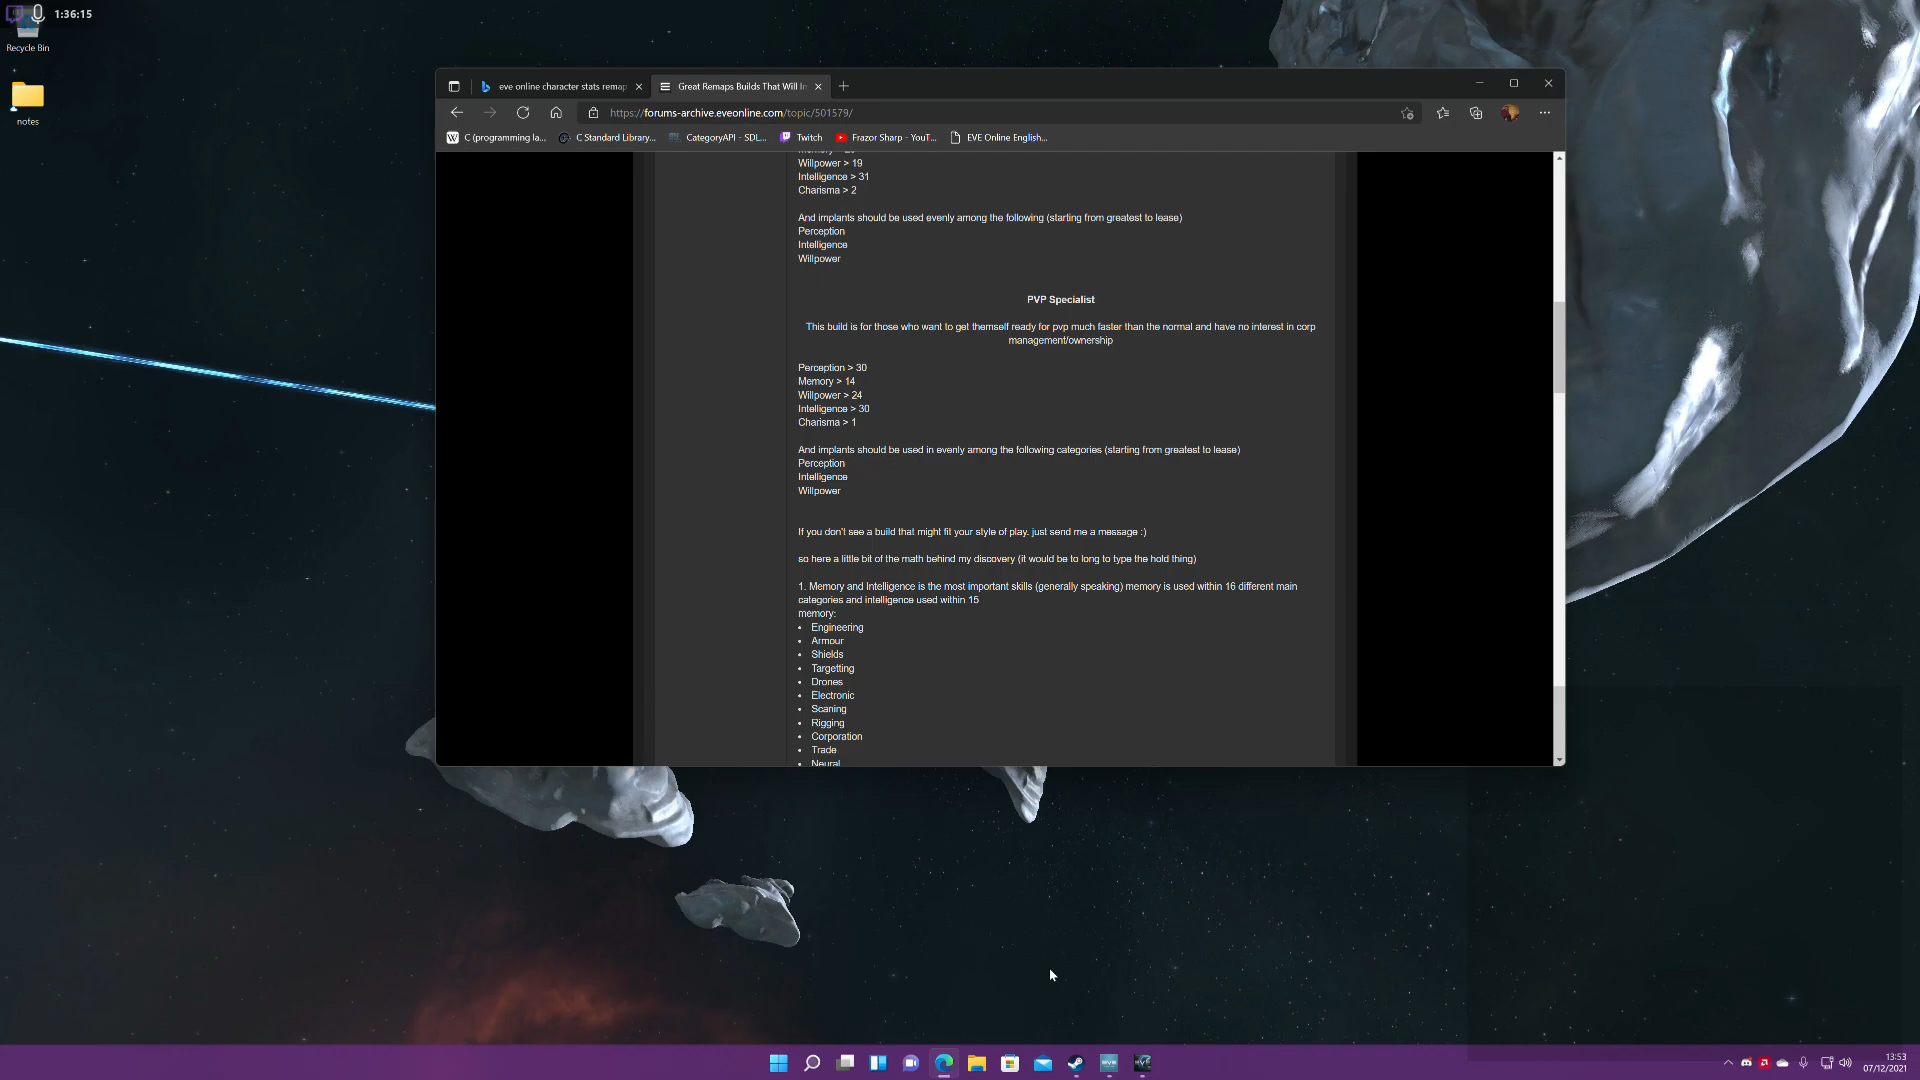 1:36:15
Recycle Bin
notes
eve online character stats remap
Great Remaps Builds That Will In
https://forums-archive.eveonline.com/topic/501579/
C (programming la...
C Standard Library...
CategoryAPI - SDL...
Twitch
Frazor Sharp - YouT...
EVE Online English...
Willpower > 19
Intelligence > 31
Charisma > 2
And implants should be used evenly among the following (starting from greatest to lease)
Perception
Intelligence
Willpower
PVP Specialist
This build is for those who want to get themself ready for pvp much faster than the normal and have no interest in corp
management/ownership
Perception > 30
Memory > 14
Willpower > 24
Intelligence > 30
Charisma > 1
And implants should be used in evenly among the following categories (starting from greatest to lease)
Perception
Intelligence
Willpower
If you don't see a build that might fit your style of play. just send me a message :)
so here a little bit of the math behind my discovery (it would be to long to type the hold thing)
1. Memory and Intelligence is the most important skills (generally speaking) memory is used within 16 different main
categories and intelligence used within 15
memory:
• Engineering
• Armour
• Shields
• Targetting
• Drones
• Electronic
• Scaning
• Rigging
• Corporation
• Trade
• Neural
13:53
07/12/2021